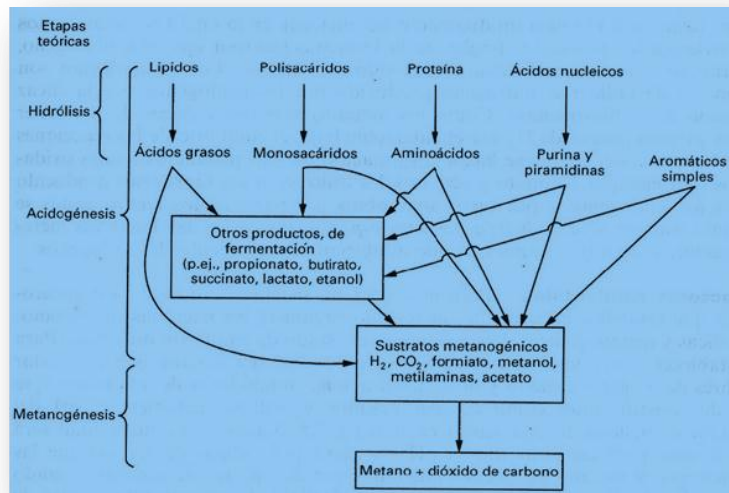 Etapas
teóricas
Lípidos Polisacáridos Proteína Ácidos nucleicos
Hidrólisis
Ácidos grasos Monosacáridos Aminoácidos Purina y
piramidinas
Aromáticos
simples
Acidogénesis
Otros productos, de
fermentación
(p.ej., propionato, butirato,
succinato, lactato, etanol)
Sustratos metanogénicos
H₂, CO₂, formiato, metanol,
metilaminas, acetato
Metanogénesis
Metano + dióxido de carbono